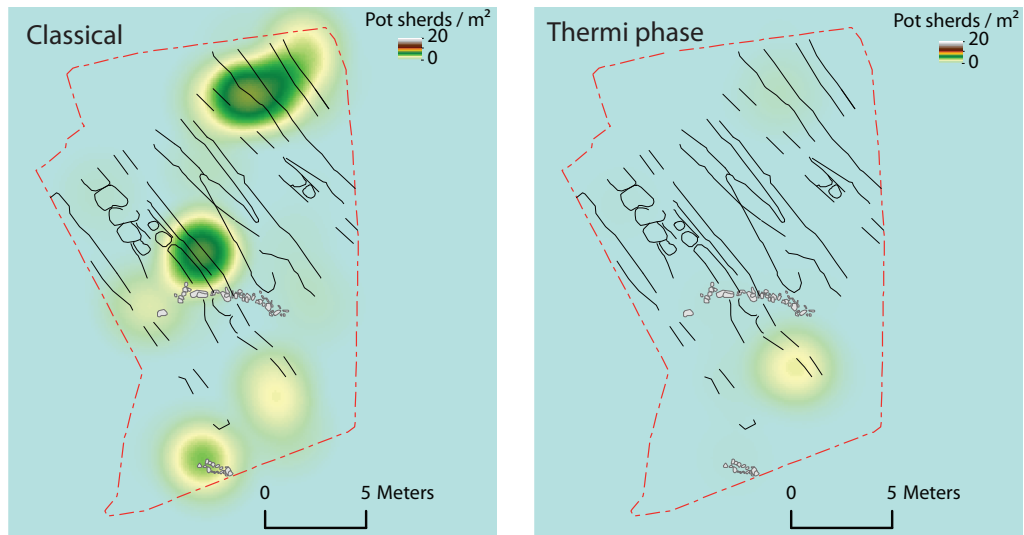 Classical
Pot sherds / m²
20
0
0 5 Meters
Thermi phase
Pot sherds / m²
20
0
0 5 Meters